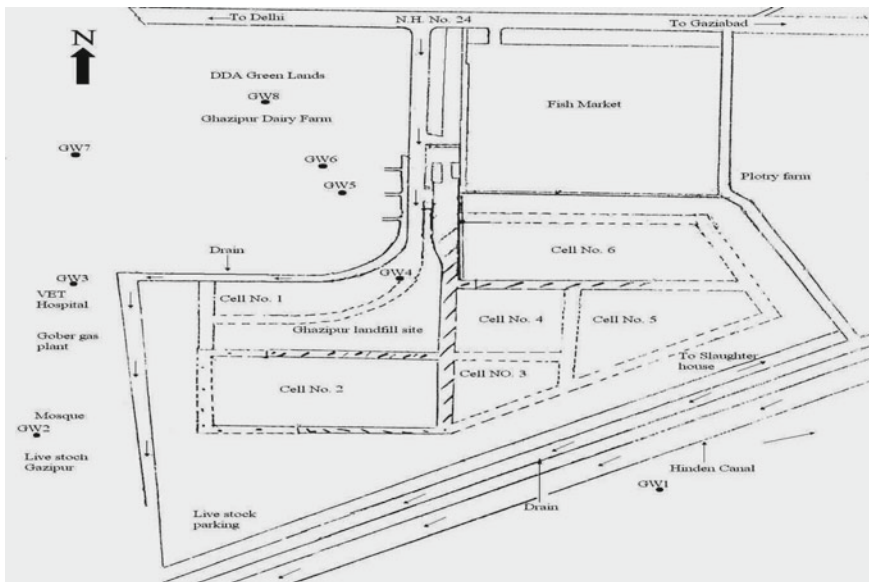 To Delhi
N.H. No. 24
To Gaziabad
N
DDA Green Lands
GW8
Ghazipur Dairy Farm
Fish Market
GW7
GW6
GW5
Plotry farm
Drain
Cell No. 6
GW3
GW4
VET
Hospital
Cell No. 1
Ghazipur landfill site
Cell No. 4
Cell No. 5
Gober gas
plant
To Slaughter
house
Cell No. 2
Cell NO. 3
Mosque
GW2
Live stoch
Gazipur
Hinden Canal
GW1
Live stock
parking
Drain